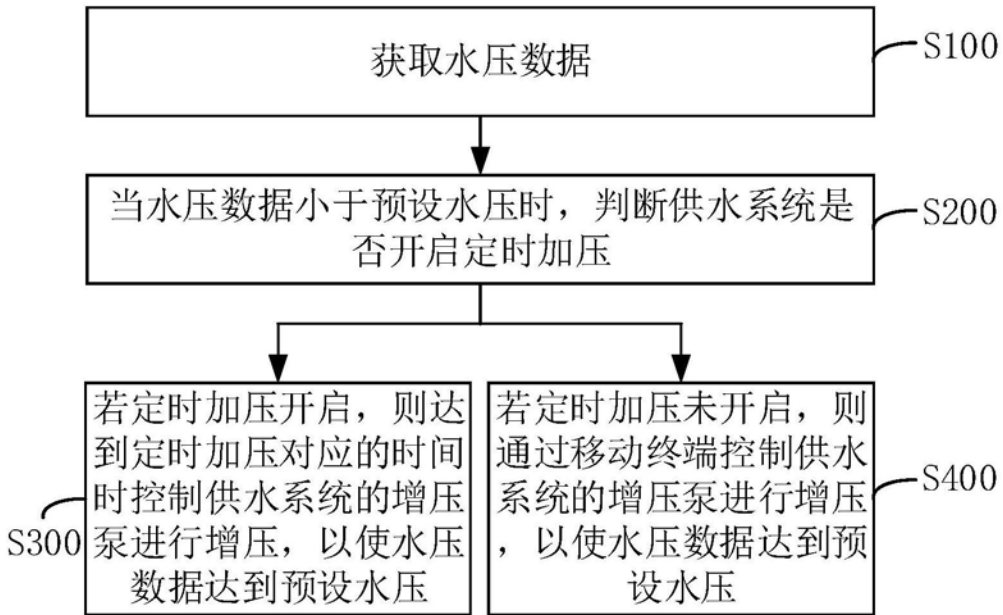 获取水压数据
S100
当水压数据小于预设水压时，判断供水系统是
否开启定时加压
S200
若定时加压开启，则达
到定时加压对应的时间
时控制供水系统的增压
泵进行增压，以使水压
数据达到预设水压
S300
若定时加压未开启，则
通过移动终端控制供水
系统的增压泵进行增压
，以使水压数据达到预
设水压
S400